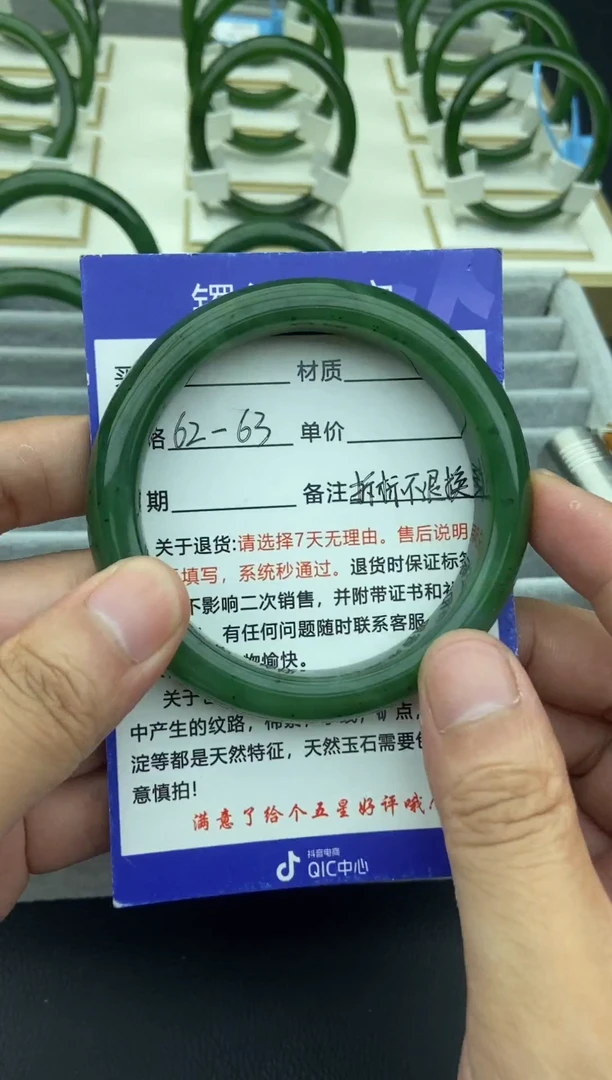 材质
格 62-63 单价
期 备注拆标不退换
关于退货:请选择7天无理由。售后说明
填写，系统秒通过。退货时保证标
不影响二次销售，并附带证书和
有任何问题随时联系客服
愉快。
关于
中产生的纹路，棉絮，矿点，
淀等都是天然特征，天然玉石需要
意慎拍！
满意了给个五星好评哦
抖音电商
QIC中心